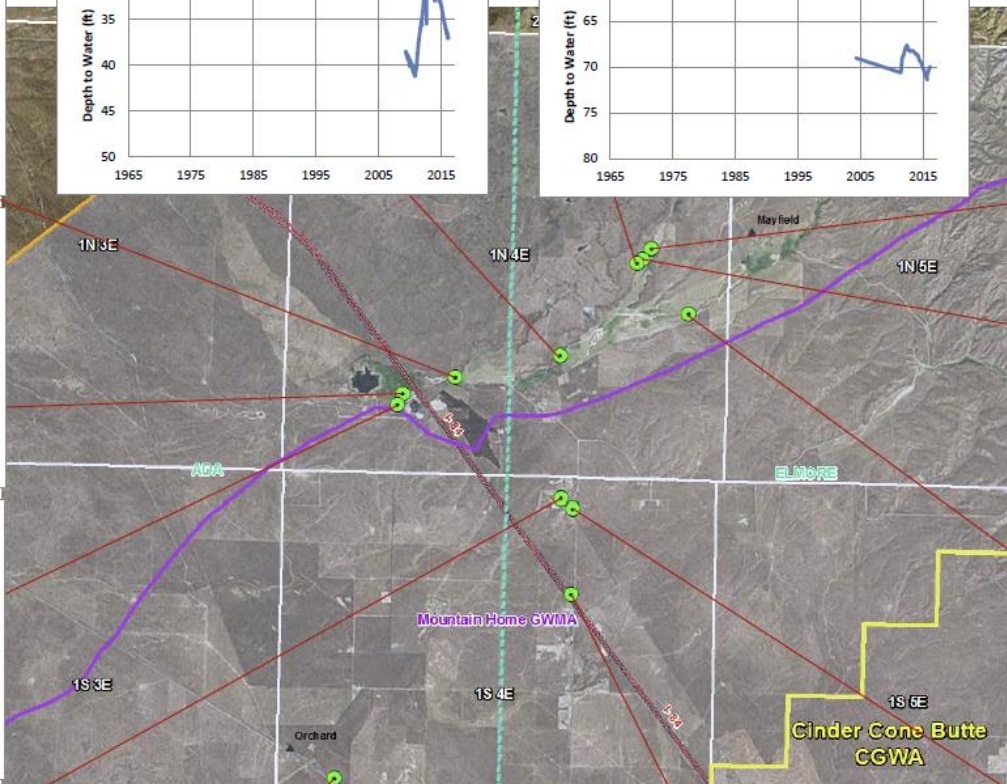 Depth to Water (ft)
35
40
45
50
1965
1975
1985
1995
2005
2015
Depth to Water (ft)
65
70
75
80
1965
1975
1985
1995
2005
2015
2
1N 3E
1N 4E
Mayfield
1N 5E
I-84
ADA
ELMORE
Mountain Home GWMA
1S 3E
1S 4E
I-84
1S 5E
Orchard
Cinder Cone Butte
CGWA